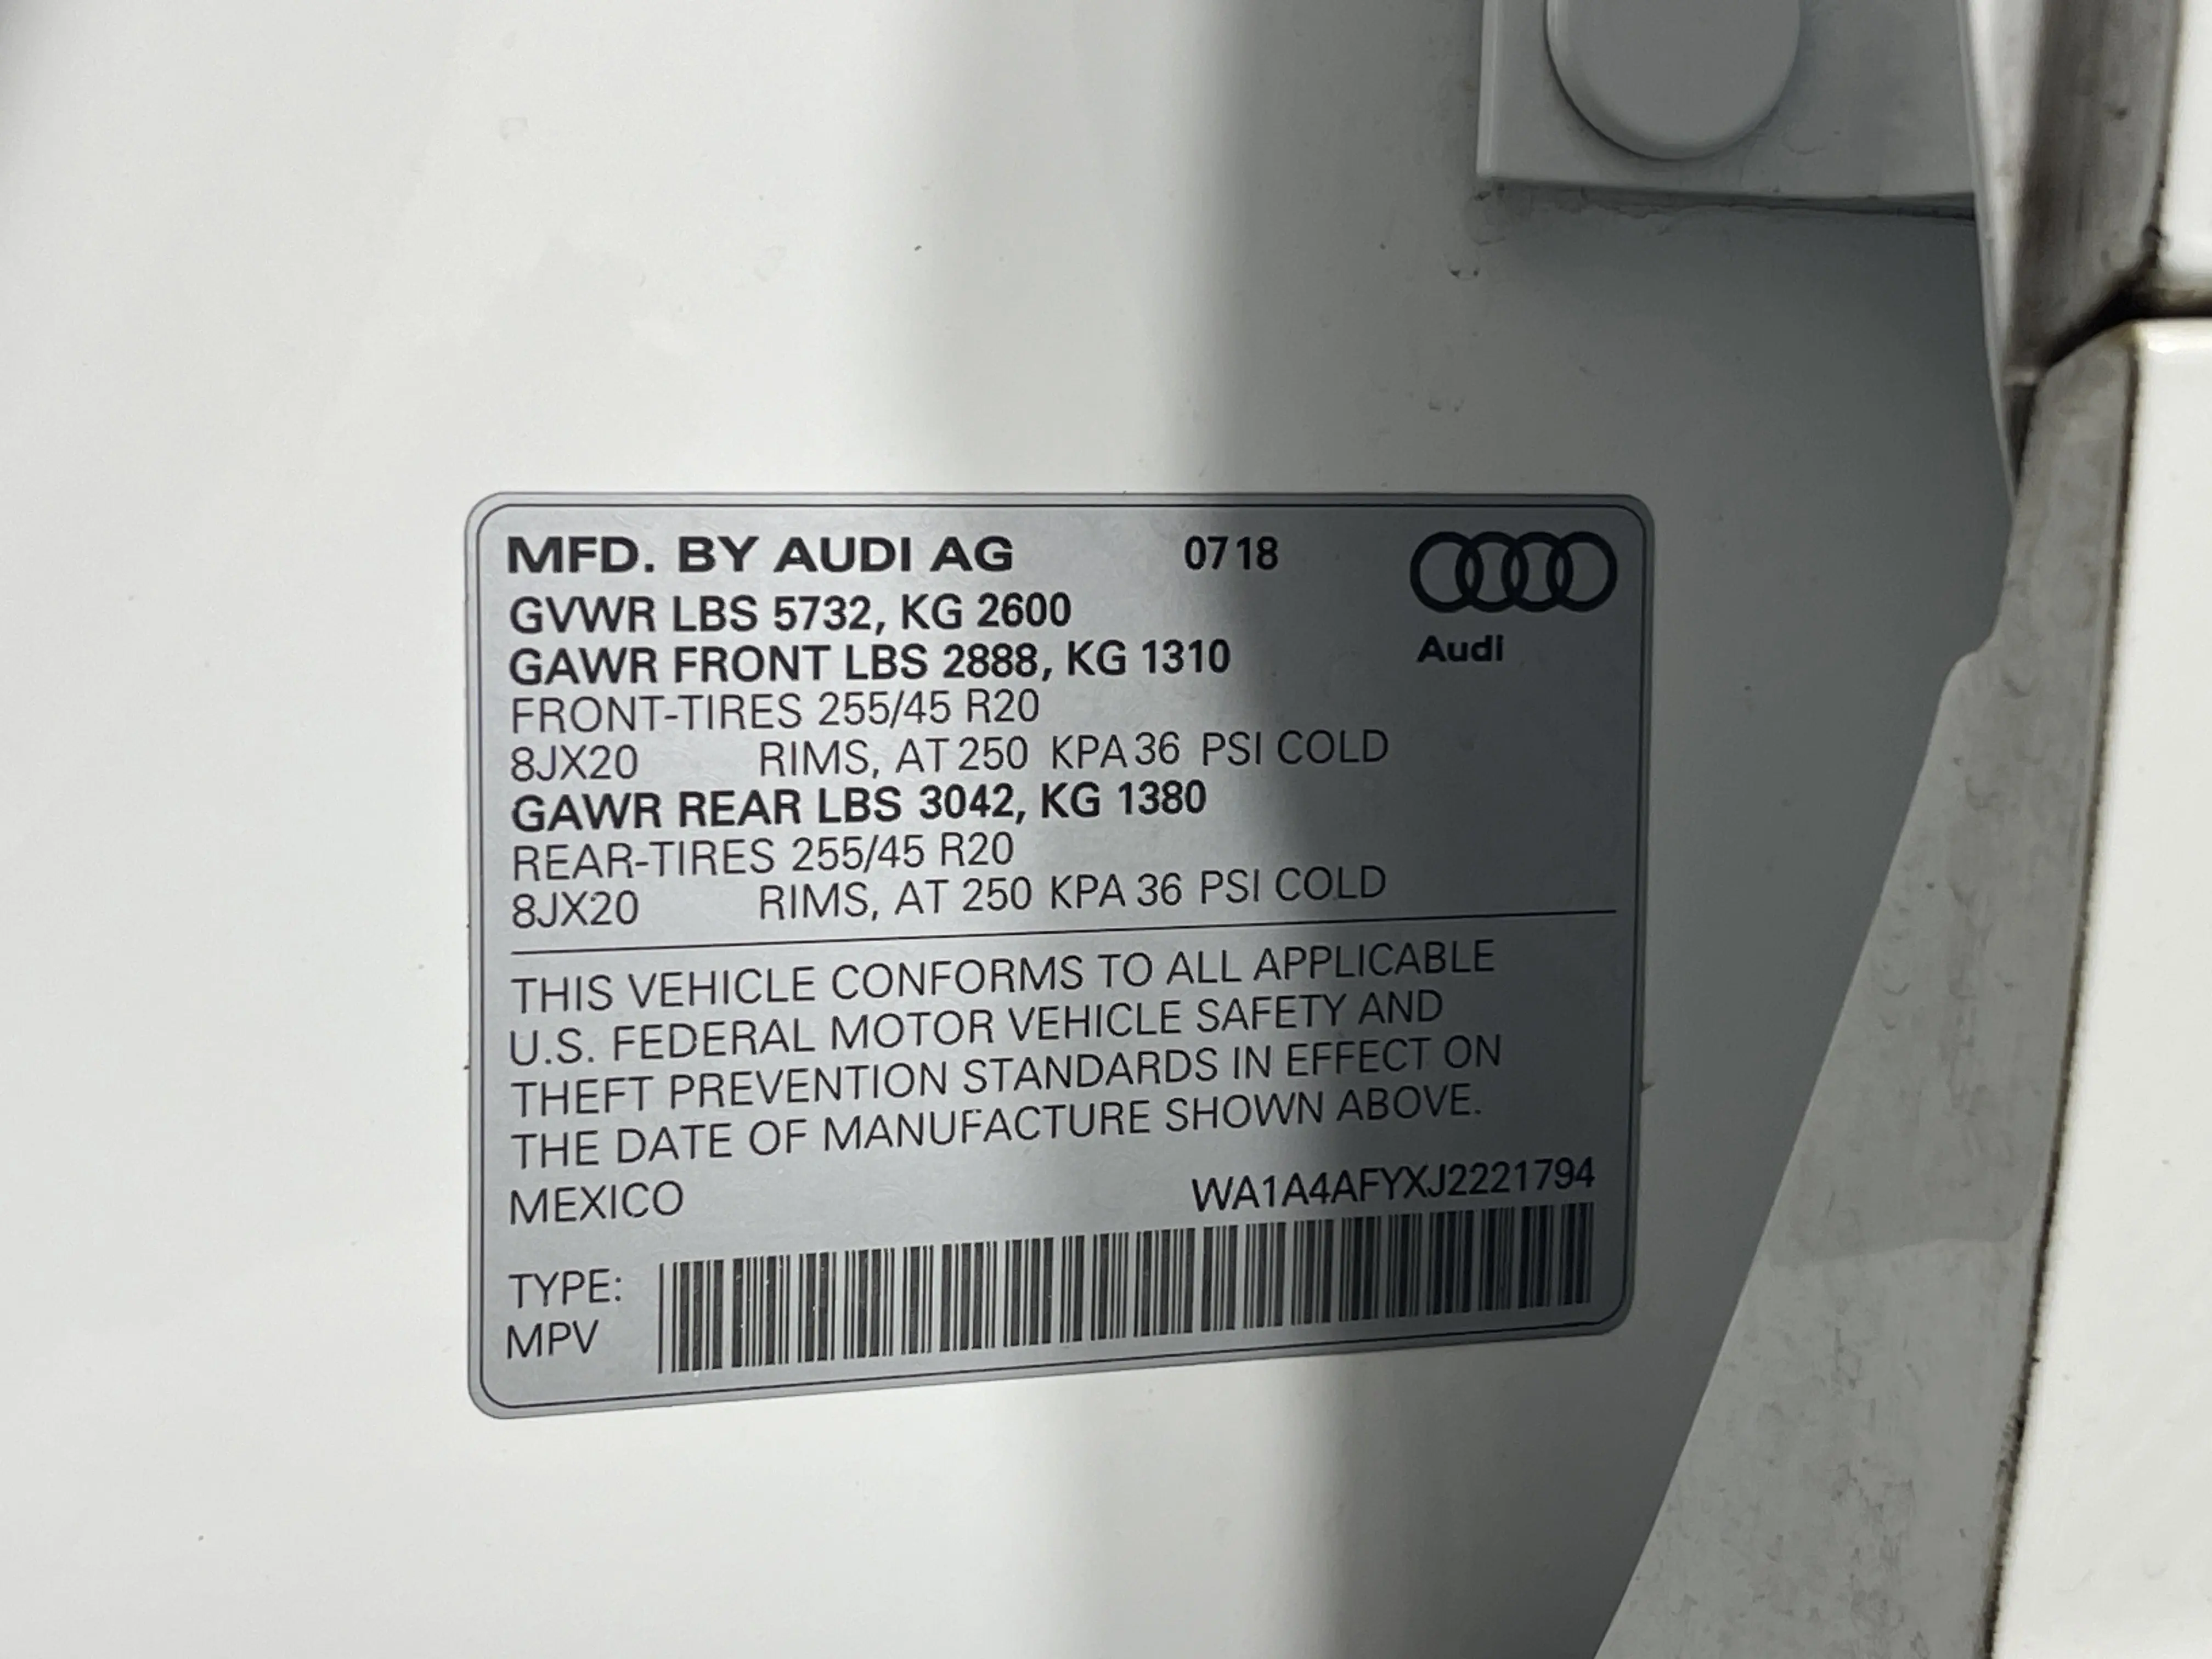 MFD. BY AUDI AG 0718
GVWR LBS 5732, KG 2600
Audi
GAWR FRONT LBS 2888, KG 1310
FRONT-TIRES 255/45 R20
8JX20 RIMS, AT 250 KPA 36 PSI COLD
GAWR REAR LBS 3042, KG 1380
REAR-TIRES 255/45 R20
8JX20 RIMS, AT 250 KPA 36 PSI COLD
THIS VEHICLE CONFORMS TO ALL APPLICABLE
U.S. FEDERAL MOTOR VEHICLE SAFETY AND
THEFT PREVENTION STANDARDS IN EFFECT ON
THE DATE OF MANUFACTURE SHOWN ABOVE.
MEXICO WA1A4AFYXJ2221794
TYPE:
MPV